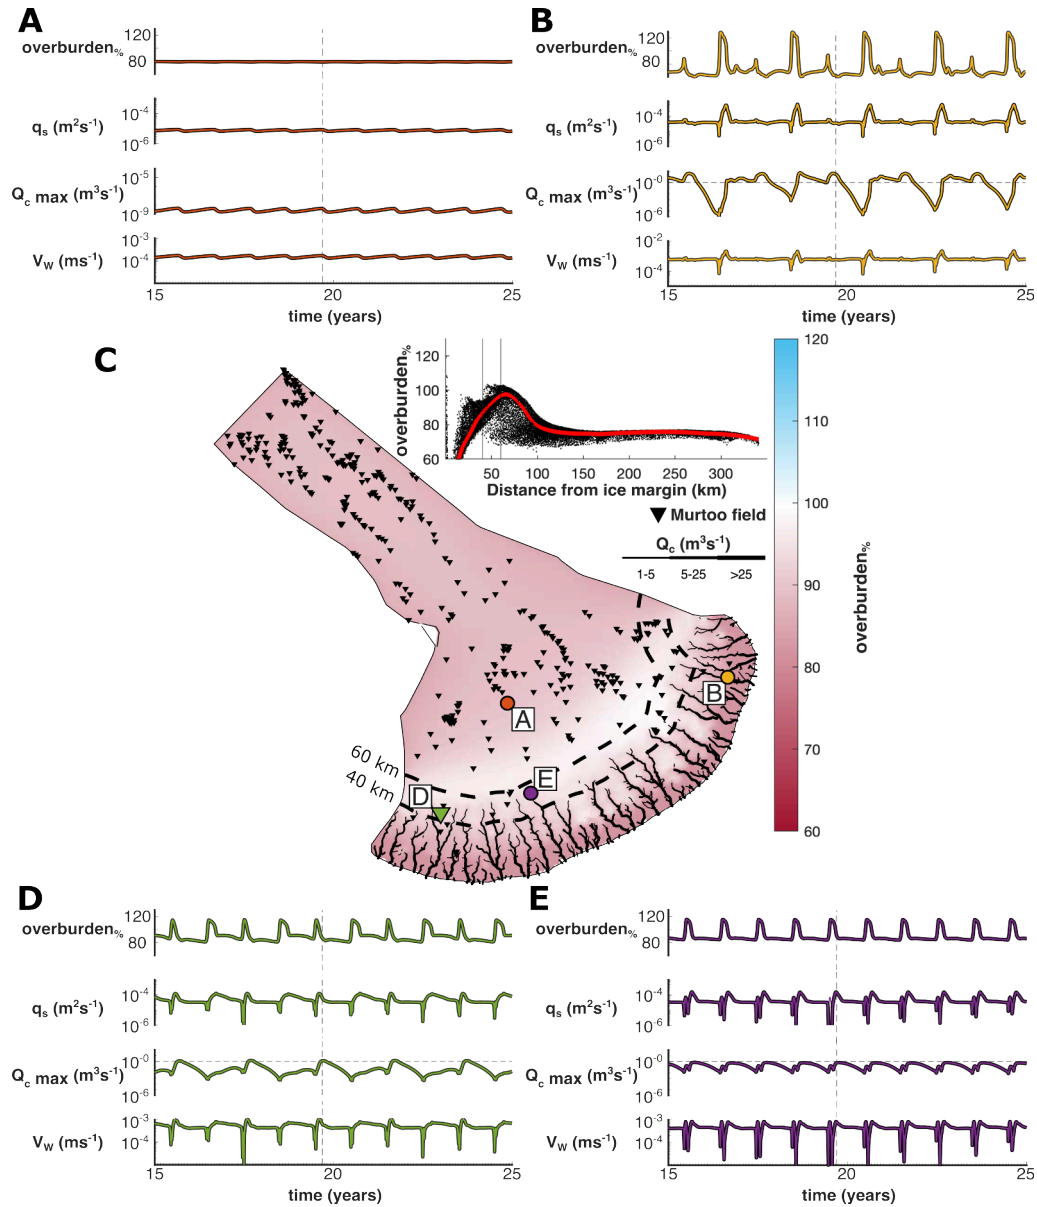 A
overburden%
120
80
qs (m²s⁻¹)
10⁻⁴
10⁻⁶
Qc max (m³s⁻¹)
10⁻⁵
10⁻⁹
VW (ms⁻¹)
10⁻³
10⁻⁴
15 20 25
time (years)
B
overburden%
120
80
qs (m²s⁻¹)
10⁻⁴
10⁻⁶
Qc max (m³s⁻¹)
10⁻⁰
10⁻⁶
VW (ms⁻¹)
10⁻²
10⁻⁴
15 20 25
time (years)
C
overburden%
120
100
80
60
50 100 150 200 250 300
Distance from ice margin (km)
Murtoo field
Qc (m³s⁻¹)
1-5 5-25 >25
120
110
100
90
80
70
60
overburden%
B
A
60 km
40 km
D
E
D
overburden%
120
80
qs (m²s⁻¹)
10⁻⁴
10⁻⁶
Qc max (m³s⁻¹)
10⁻⁰
10⁻⁶
VW (ms⁻¹)
10⁻³
10⁻⁴
15 20 25
time (years)
E
overburden%
120
80
qs (m²s⁻¹)
10⁻⁴
10⁻⁶
Qc max (m³s⁻¹)
10⁻⁰
10⁻⁶
VW (ms⁻¹)
10⁻³
10⁻⁴
15 20 25
time (years)